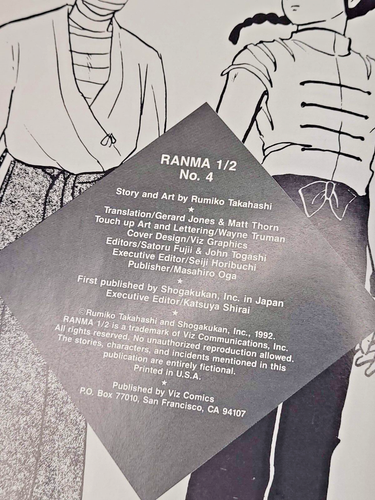 RANMA 1/2
No. 4
Story and Art by Rumiko Takahashi
★
Translation/Gerard Jones & Matt Thorn
Touch up Art and Lettering/Wayne Truman
Cover Design/Viz Graphics
Editors/Satoru Fujii & John Togashi
Executive Editor/Seiji Horibuchi
Publisher/Masahiro Oga
★
First published by Shogakukan, Inc. in Japan
Executive Editor/Katsuya Shirai
★
Rumiko Takahashi and Shogakukan, Inc., 1992.
RANMA 1/2 is a trademark of Viz Communications, Inc.
All rights reserved. No unauthorized reproduction allowed.
The stories, characters, and incidents mentioned in this
publication are entirely fictional.
Printed in U.S.A.
★
Published by Viz Comics
P.O. Box 77010, San Francisco, CA 94107